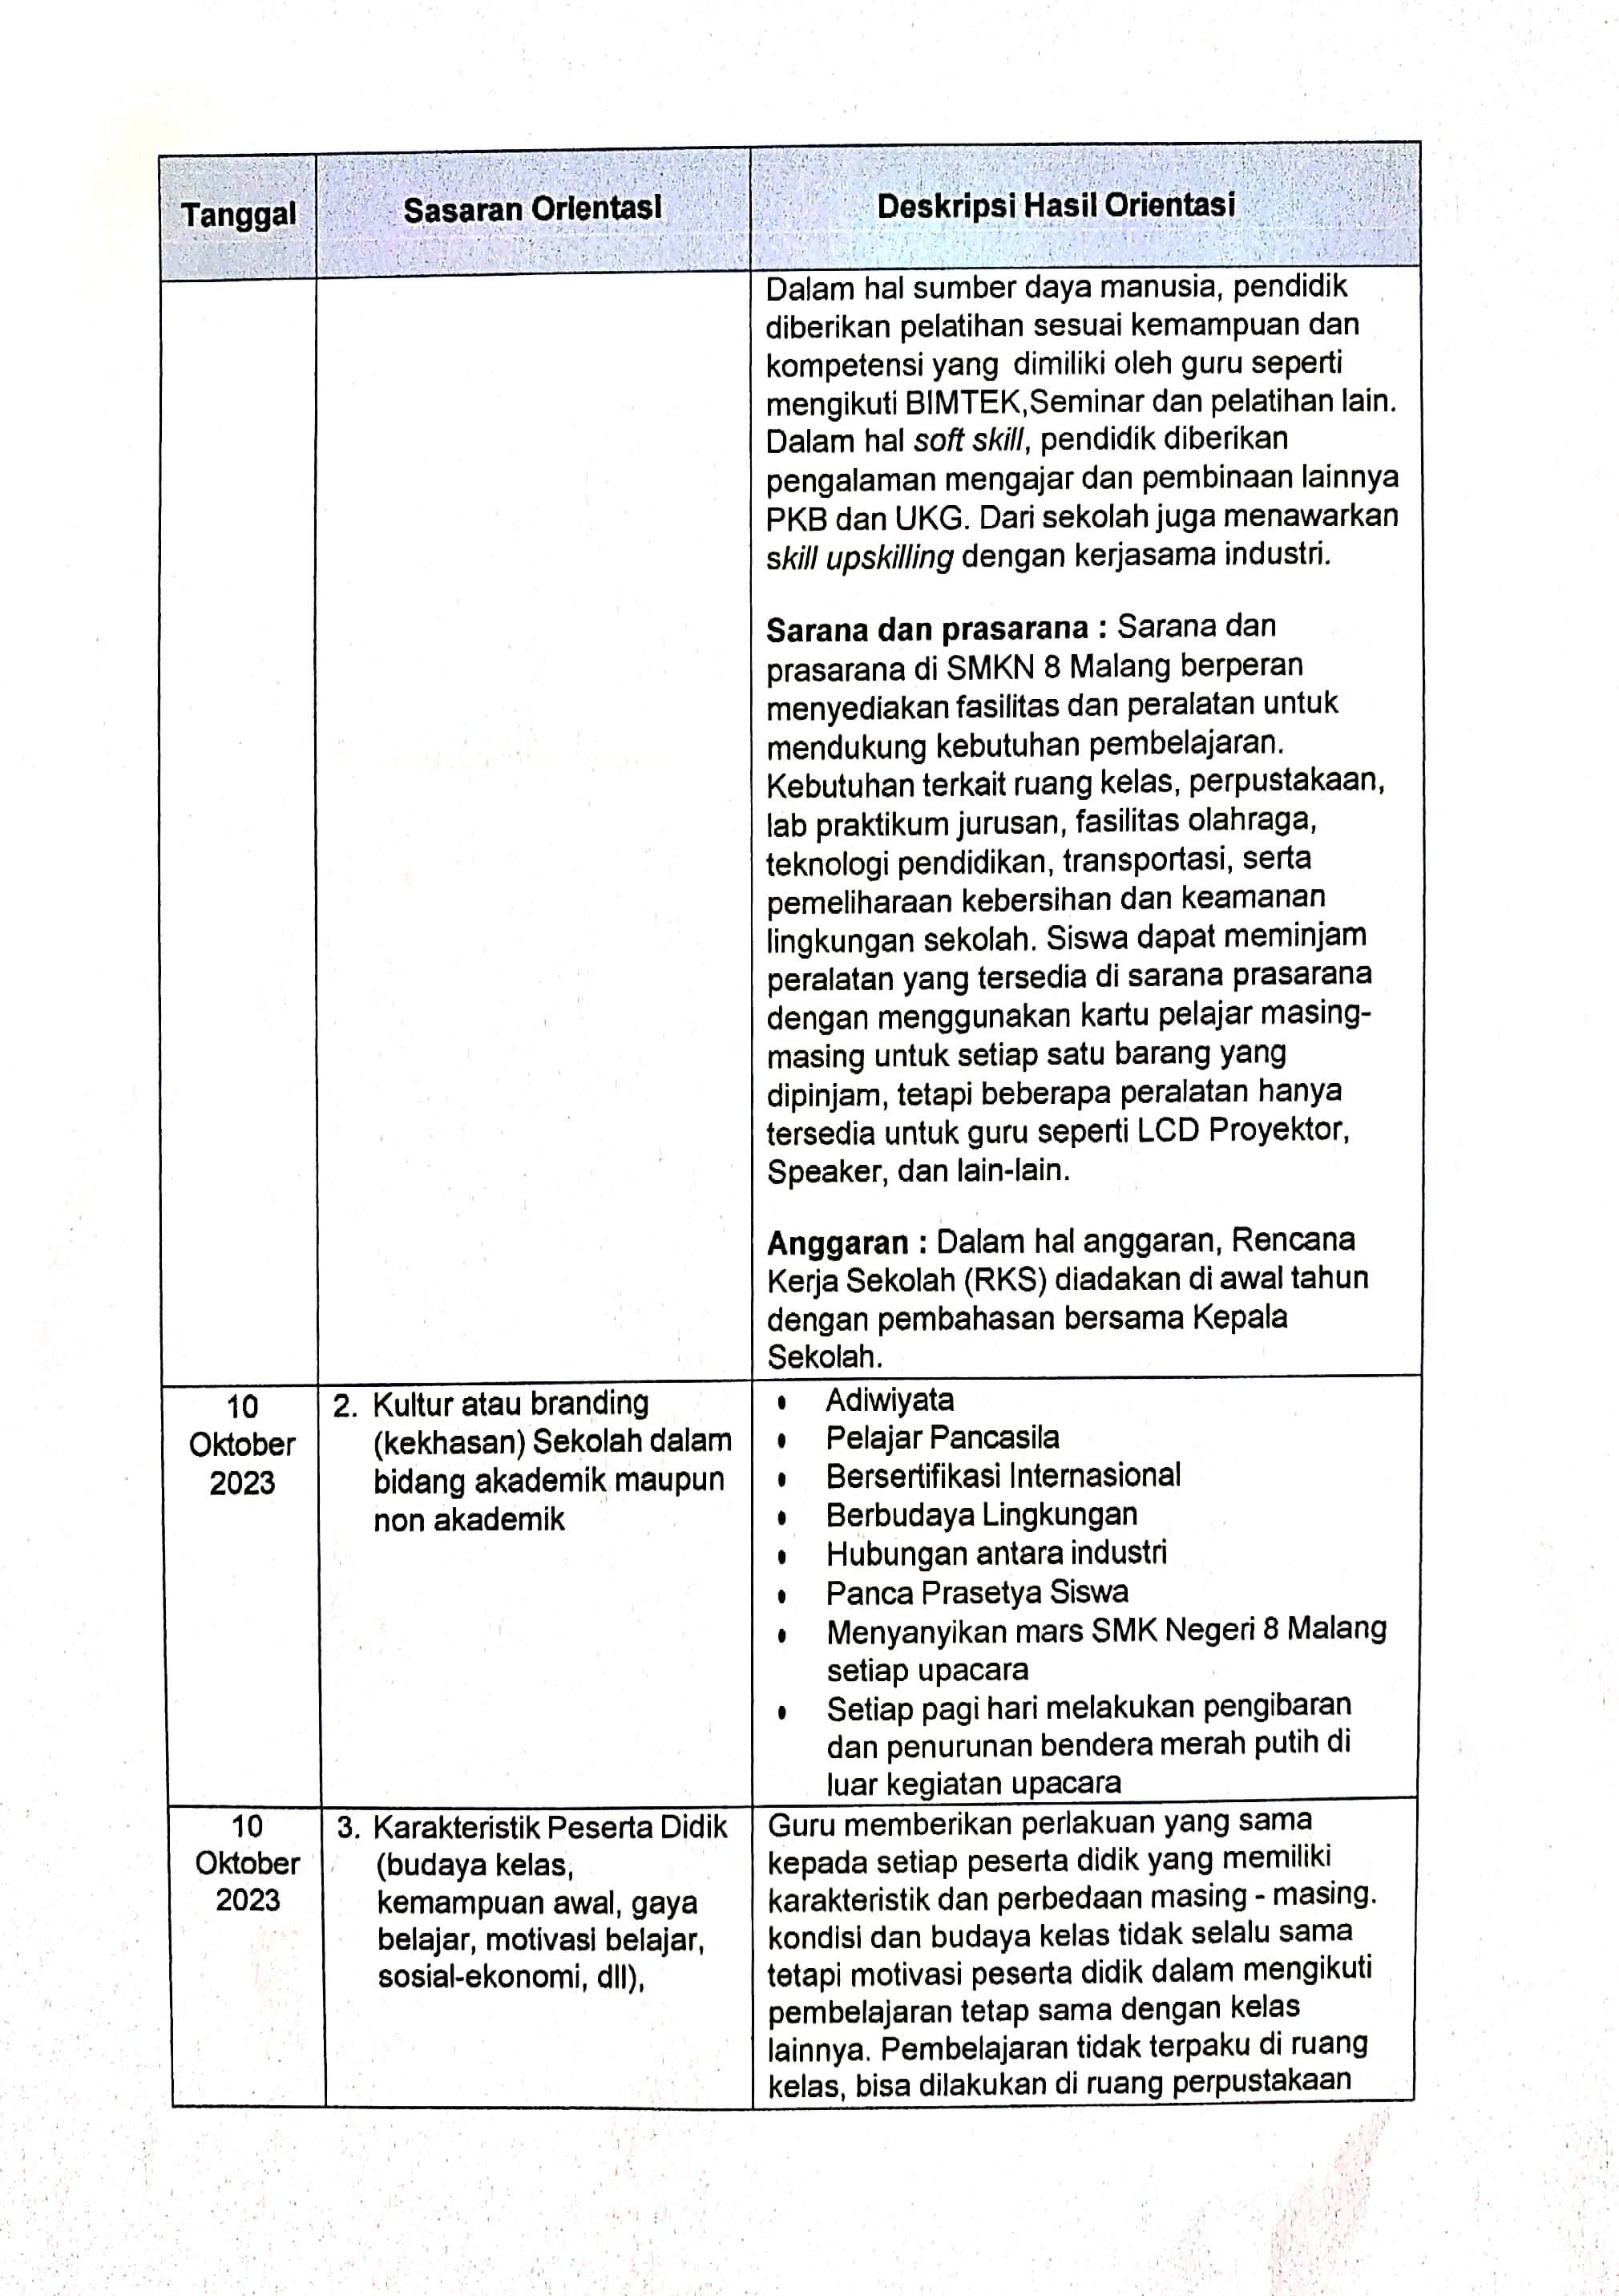 Tanggal
Sasaran Orientasi
Deskripsi Hasil Orientasi
Dalam hal sumber daya manusia, pendidik
diberikan pelatihan sesuai kemampuan dan
kompetensi yang dimiliki oleh guru seperti
mengikuti BIMTEK,Seminar dan pelatihan lain.
Dalam hal soft skill, pendidik diberikan
pengalaman mengajar dan pembinaan lainnya
PKB dan UKG. Dari sekolah juga menawarkan
skill upskilling dengan kerjasama industri.
Sarana dan prasarana : Sarana dan
prasarana di SMKN 8 Malang berperan
menyediakan fasilitas dan peralatan untuk
mendukung kebutuhan pembelajaran.
Kebutuhan terkait ruang kelas, perpustakaan,
lab praktikum jurusan, fasilitas olahraga,
teknologi pendidikan, transportasi, serta
pemeliharaan kebersihan dan keamanan
lingkungan sekolah. Siswa dapat meminjam
peralatan yang tersedia di sarana prasarana
dengan menggunakan kartu pelajar masing-
masing untuk setiap satu barang yang
dipinjam, tetapi beberapa peralatan hanya
tersedia untuk guru seperti LCD Proyektor,
Speaker, dan lain-lain.
Anggaran : Dalam hal anggaran, Rencana
Kerja Sekolah (RKS) diadakan di awal tahun
dengan pembahasan bersama Kepala
Sekolah.
10
Oktober
2023
2. Kultur atau branding
(kekhasan) Sekolah dalam
bidang akademik maupun
non akademik
• Adiwiyata
• Pelajar Pancasila
• Bersertifikasi Internasional
• Berbudaya Lingkungan
• Hubungan antara industri
• Panca Prasetya Siswa
• Menyanyikan mars SMK Negeri 8 Malang
setiap upacara
• Setiap pagi hari melakukan pengibaran
dan penurunan bendera merah putih di
luar kegiatan upacara
10
Oktober
2023
3. Karakteristik Peserta Didik
(budaya kelas,
kemampuan awal, gaya
belajar, motivasi belajar,
sosial-ekonomi, dll),
Guru memberikan perlakuan yang sama
kepada setiap peserta didik yang memiliki
karakteristik dan perbedaan masing - masing.
kondisi dan budaya kelas tidak selalu sama
tetapi motivasi peserta didik dalam mengikuti
pembelajaran tetap sama dengan kelas
lainnya. Pembelajaran tidak terpaku di ruang
kelas, bisa dilakukan di ruang perpustakaan